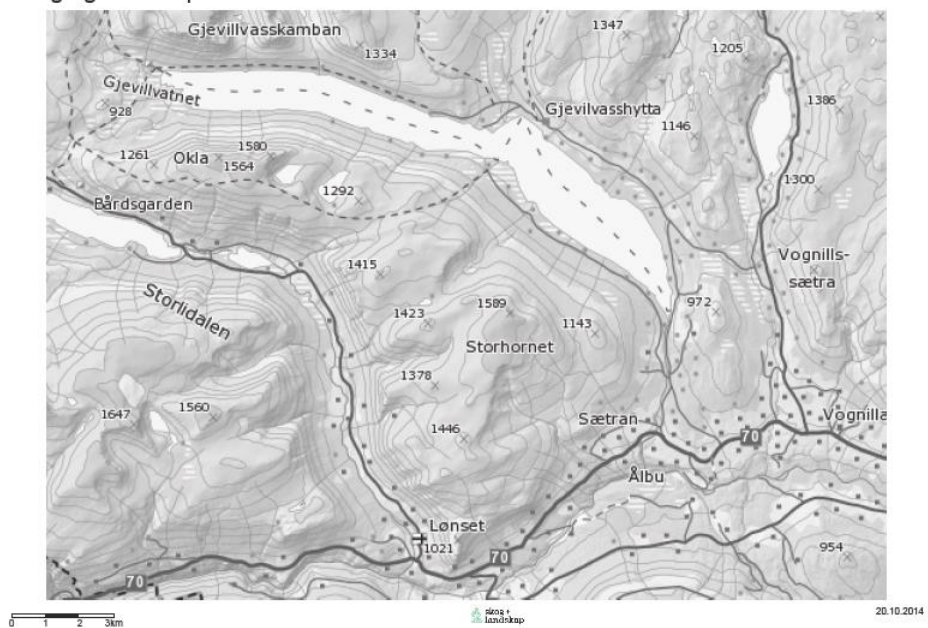 Gjevillvasskamban
1334
1347
1205
Gjevillvatnet
928
Gjevilvasshytta
1386
1146
1261
Okla
1580
1564
1292
1300
Bårdsgarden
1415
Vognills-
sætra
Storlidalen
1423
1589
1143
972
Storhornet
1378
1647
1560
1446
Sætran
Vognilla
70
Ålbu
Lønset
1021
70
954
70
0 1 2 3km
skog +
landskap
20.10.2014